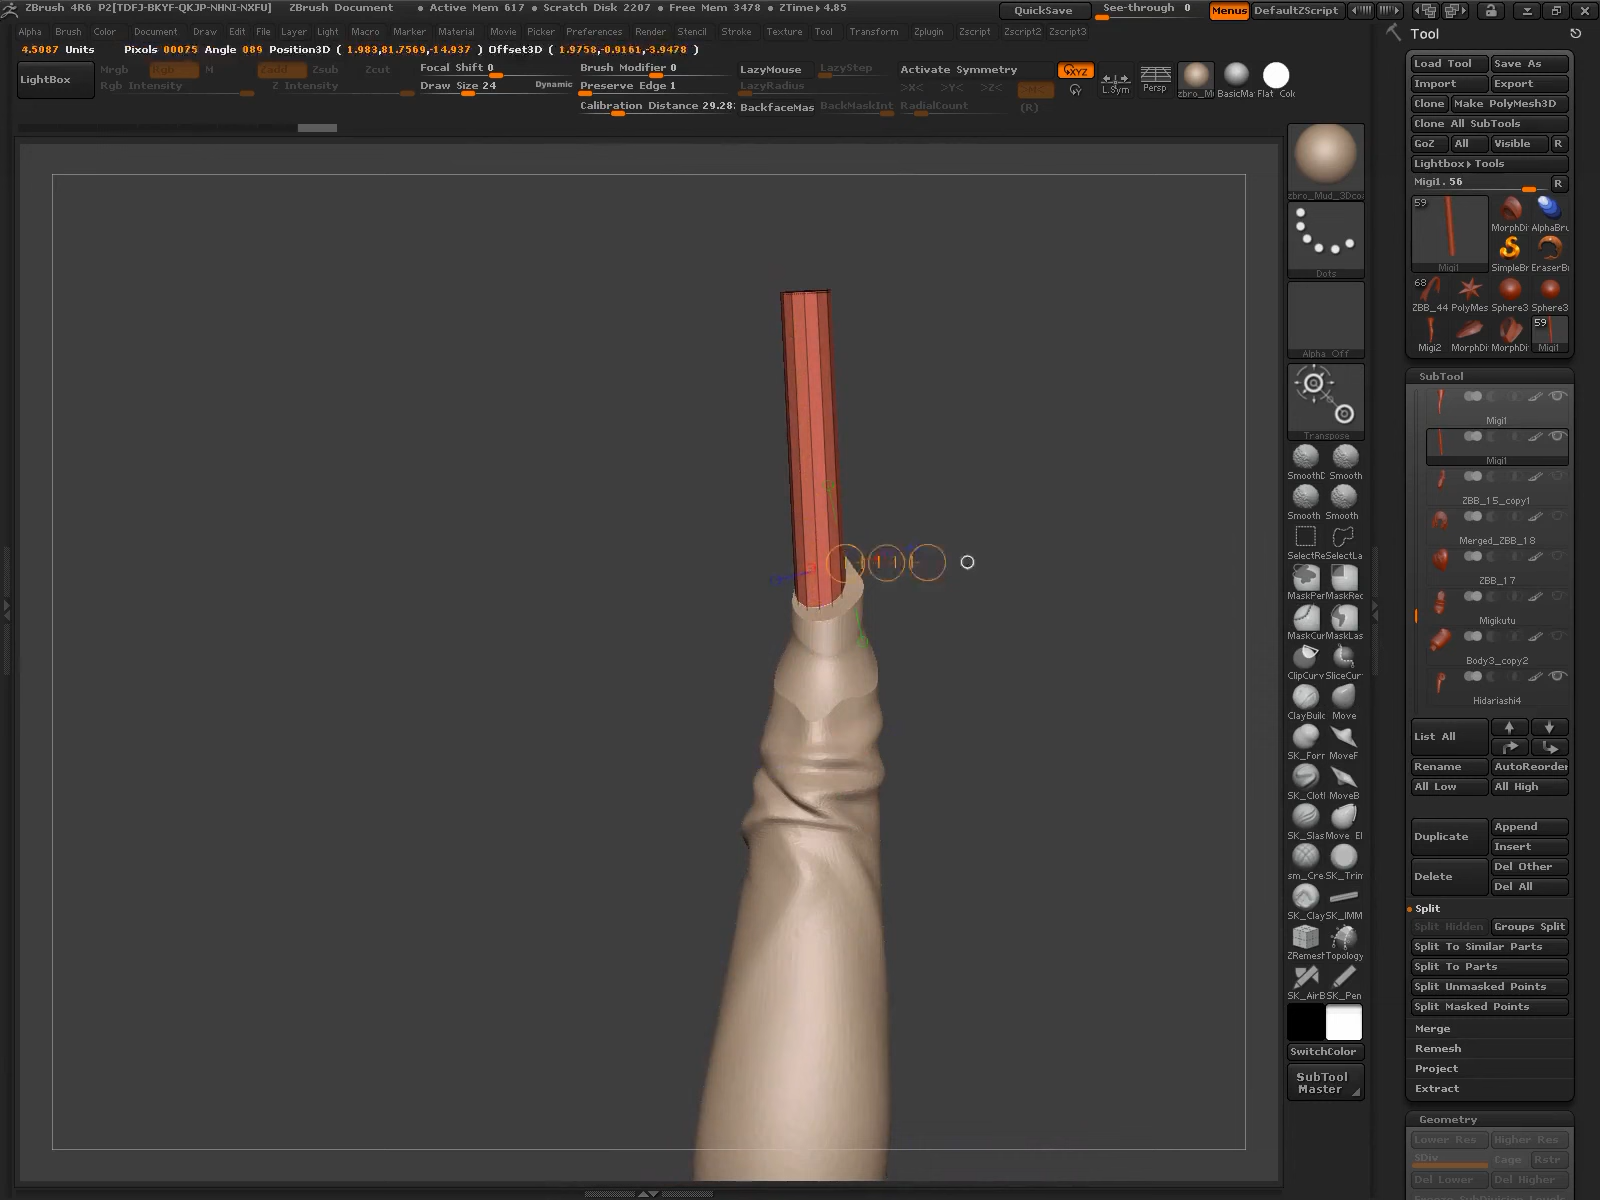 ZBrush 4R6 P2[TDFJ-BKYF-QKJP-NHNI-NXFU] ZBrush Document • Active Mem 617 • Scratch Disk 2207 • Free Mem 3478 • ZTime▸4.85 QuickSave See-through 0 Menus DefaultZScript
Alpha Brush Color Document Draw Edit File Layer Light Macro Marker Material Movie Picker Preferences Render Stencil Stroke Texture Tool Transform Zplugin Zscript Zscript2 Zscript3
4.5087 Units Pixols 00075 Angle 089 Position3D ( 1.983,81.7569,-14.937 ) Offset3D ( 1.9758,-0.9161,-3.9478 )
LightBox
Mrgb Rgb M Zadd Zsub Zcut
Rgb Intensity Z Intensity
Focal Shift 0
Draw Size 24 Dynamic
Brush Modifier 0
Preserve Edge 1
Calibration Distance 29.28
LazyMouse LazyStep
LazyRadius
BackfaceMas BackMaskInt
Activate Symmetry
>X< >Y< >Z< >M<
RadialCount (R)
XYZ
L.Sym Persp
zbro_M BasicMa Flat Col
zbro_Mud_3Dco
Dots
Alpha Off
Transpose
SmoothD Smooth
Smooth Smooth
SelectRe SelectLa
MaskPer MaskRec
MaskCur MaskLas
ClipCurv SliceCur
ClayBuild Move
SK_Forr MoveF
SK_Clot MoveB
SK_Slas Move El
sm_Cre SK_Trin
SK_Clay SK_IMM
ZRemesh Topology
SK_AirB SK_Pen
SwitchColor
SubTool
Master
Tool
Load Tool Save As
Import Export
Clone Make PolyMesh3D
Clone All SubTools
GoZ All Visible R
Lightbox▸Tools
Migi1. 56 R
59
Migi1
MorphDi AlphaBru
SimpleBr EraserBr
68
ZBB_44 PolyMes Sphere3 Sphere3
59
Migi2 MorphDi MorphDi Migi1
SubTool
Migi1
Migi1
ZBB_15_copy1
Merged_ZBB_18
ZBB_17
Migikutu
Body3_copy2
Hidariashi4
List All
Rename AutoReorder
All Low All High
Duplicate Append
Insert
Delete Del Other
Del All
Split
Split Hidden Groups Split
Split To Similar Parts
Split To Parts
Split Unmasked Points
Split Masked Points
Merge
Remesh
Project
Extract
Geometry
Lower Res Higher Res
SDiv Cage Rstr
Del Lower Del Higher